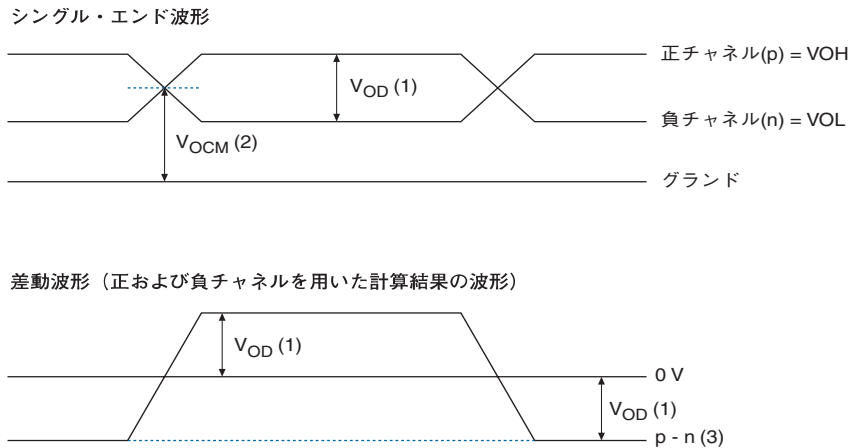 シングル・エンド波形
正チャネル(p) = VOH
VOD (1)
負チャネル(n) = VOL
VOCM (2)
グランド
差動波形（正および負チャネルを用いた計算結果の波形）
VOD (1)
0 V
VOD (1)
p - n (3)